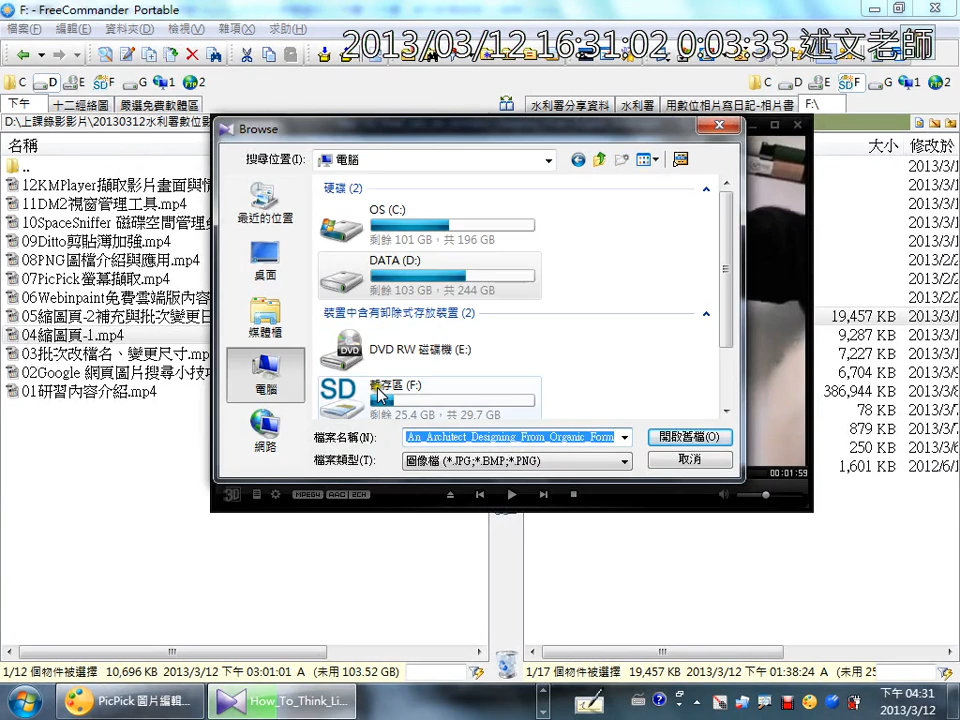 F: - FreeCommander Portable
檔案(F) 編輯(E) 資料夾(D) 檢視(V) 雜項(X) 求助(H)
2013/03/12 16:31:02 0:03:33 述文老師
C D E F G 1 2
C D E F G 1 2
下午 十二經絡圖 嚴選免費軟體區
水利署分享資料 水利署 用數位相片寫日記-相片書 F:\
D:\上課錄影影片\20130312水利署數位影
名稱
大小 修改於
..
12KMPlayer擷取影片畫面與情
11DM2視窗管理工具.mp4
10SpaceSniffer 磁碟空間管理
09Ditto剪貼簿加強.mp4
08PNG圖檔介紹與應用.mp4
07PicPick螢幕擷取.mp4
06Webinpaint免費雲端版內容
05縮圖頁-2補充與批次變更日
04縮圖頁-1.mp4
03批次改檔名、變更尺寸.mp
02Google 網頁圖片搜尋小技
01研習內容介紹.mp4
Browse
搜尋位置(I): 電腦
最近的位置
桌面
媒體櫃
電腦
網路
硬碟 (2)
OS (C:)
剩餘 101 GB，共 196 GB
DATA (D:)
剩餘 103 GB，共 244 GB
裝置中含有卸除式存放裝置 (2)
DVD
DVD RW 磁碟機 (E:)
SD
暫存區 (F:)
剩餘 25.4 GB，共 29.7 GB
檔案名稱(N): An_Architect_Designing_From_Organic_Form
開啟舊檔(O)
檔案類型(T): 圖像檔 (*.JPG;*.BMP;*.PNG)
取消
00:01:59
3D MPEG4 AAC 2CH
2013/3/1
2013/3/1
2013/3/1
2013/3/1
2013/3/1
2013/2/2
2013/2/2
2013/2/2
19,457 KB 2013/3/1
9,287 KB 2013/3/1
7,227 KB 2013/3/1
6,704 KB 2013/3/1
386,944 KB 2013/3/1
78 KB 2013/3/1
879 KB 2013/3/1
250 KB 2013/3/1
1,601 KB 2012/6/1
1/12 個物件被選擇 10,696 KB 2013/3/12 下午 03:01:01 A (未用 103.52 GB)
1/17 個物件被選擇 19,457 KB 2013/3/12 下午 01:38:24 A (未用 25
PicPick 圖片編輯...
How_To_Think_Li...
下午 04:31
2013/3/12